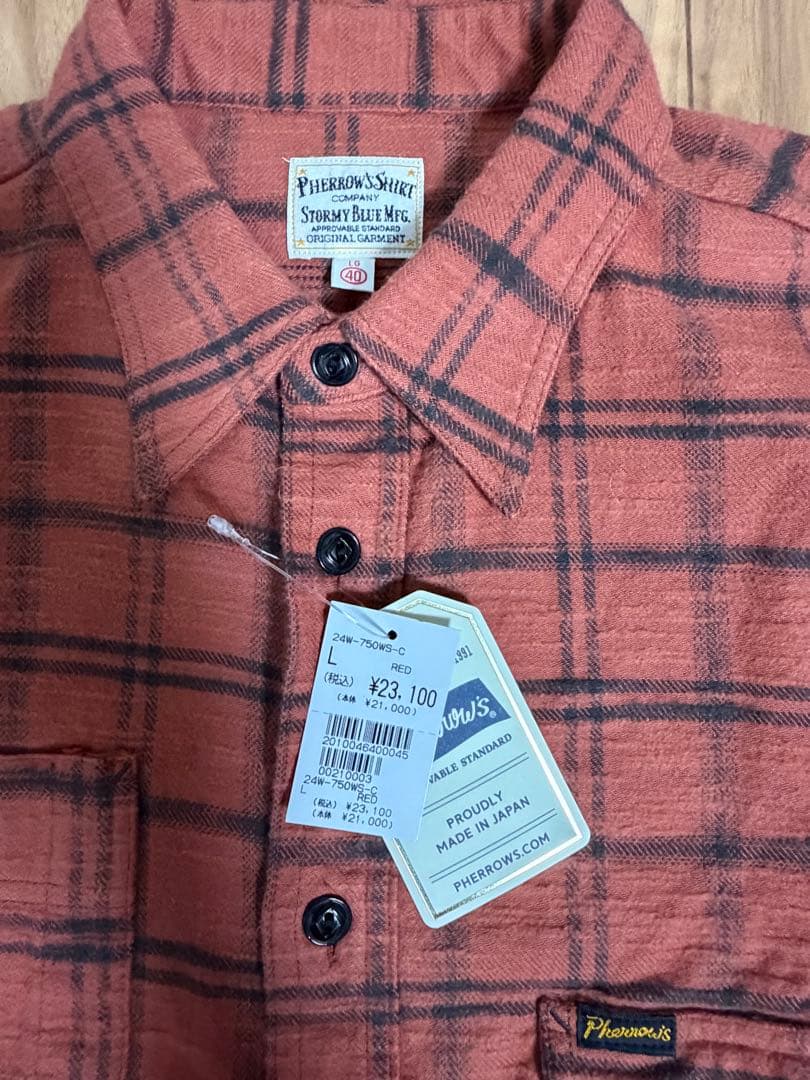 PHERROW'S SHIRT
COMPANY
STORMY BLUE MFG.
APPROVABLE STANDARD
ORIGINAL GARMENT
LG
40
24W-750WS-C
L
RED
(税込) ¥23,100
(本体 ¥21,000)
2010046400045
00210003
24W-750WS-C
L
RED
(税込) ¥23,100
(本体 ¥21,000)
1991
PROUDLY
MADE IN JAPAN
PHERROWS.COM
STANDARD
Pherrow's